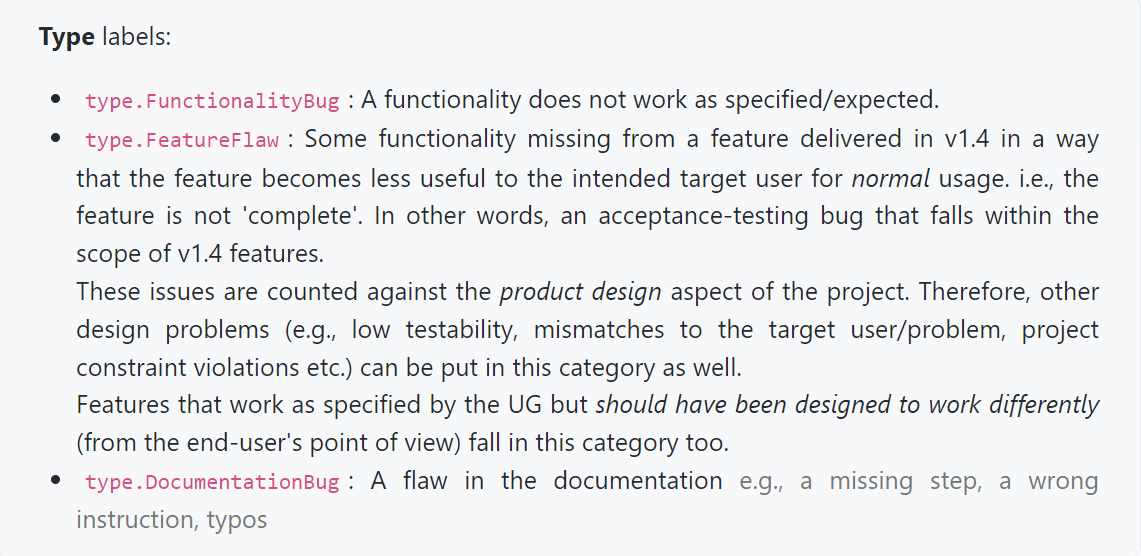 Type labels:
• type.FunctionalityBug : A functionality does not work as specified/expected.
• type.FeatureFlaw : Some functionality missing from a feature delivered in v1.4 in a way
that the feature becomes less useful to the intended target user for normal usage. i.e., the
feature is not 'complete'. In other words, an acceptance-testing bug that falls within the
scope of v1.4 features.
These issues are counted against the product design aspect of the project. Therefore, other
design problems (e.g., low testability, mismatches to the target user/problem, project
constraint violations etc.) can be put in this category as well.
Features that work as specified by the UG but should have been designed to work differently
(from the end-user's point of view) fall in this category too.
• type.DocumentationBug : A flaw in the documentation e.g., a missing step, a wrong
instruction, typos